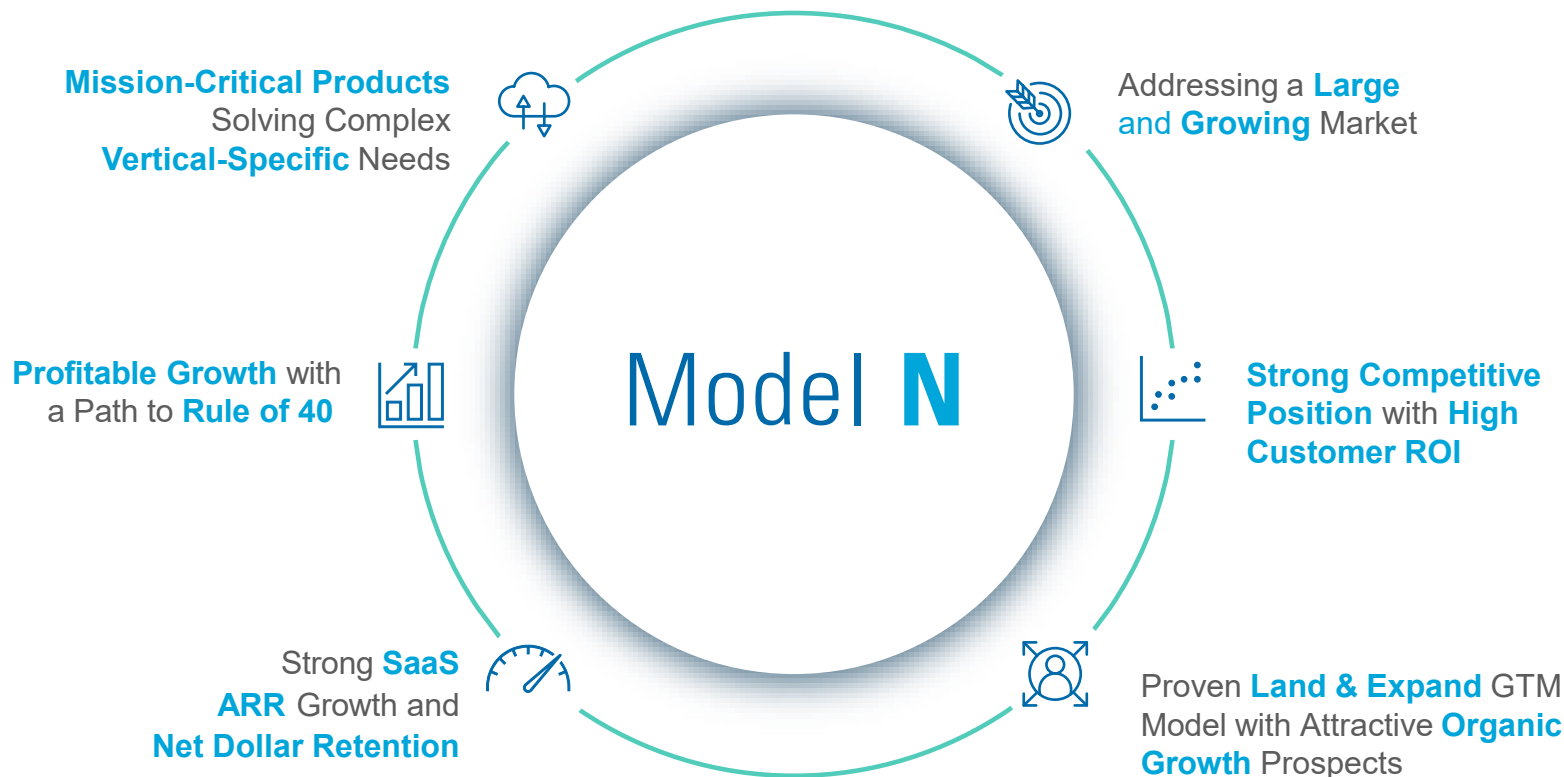 Mission-Critical Products
Solving Complex
Vertical-Specific Needs
Addressing a Large
and Growing Market
Profitable Growth with
a Path to Rule of 40
Model N
Strong Competitive
Position with High
Customer ROI
Strong SaaS
ARR Growth and
Net Dollar Retention
Proven Land & Expand GTM
Model with Attractive Organic
Growth Prospects